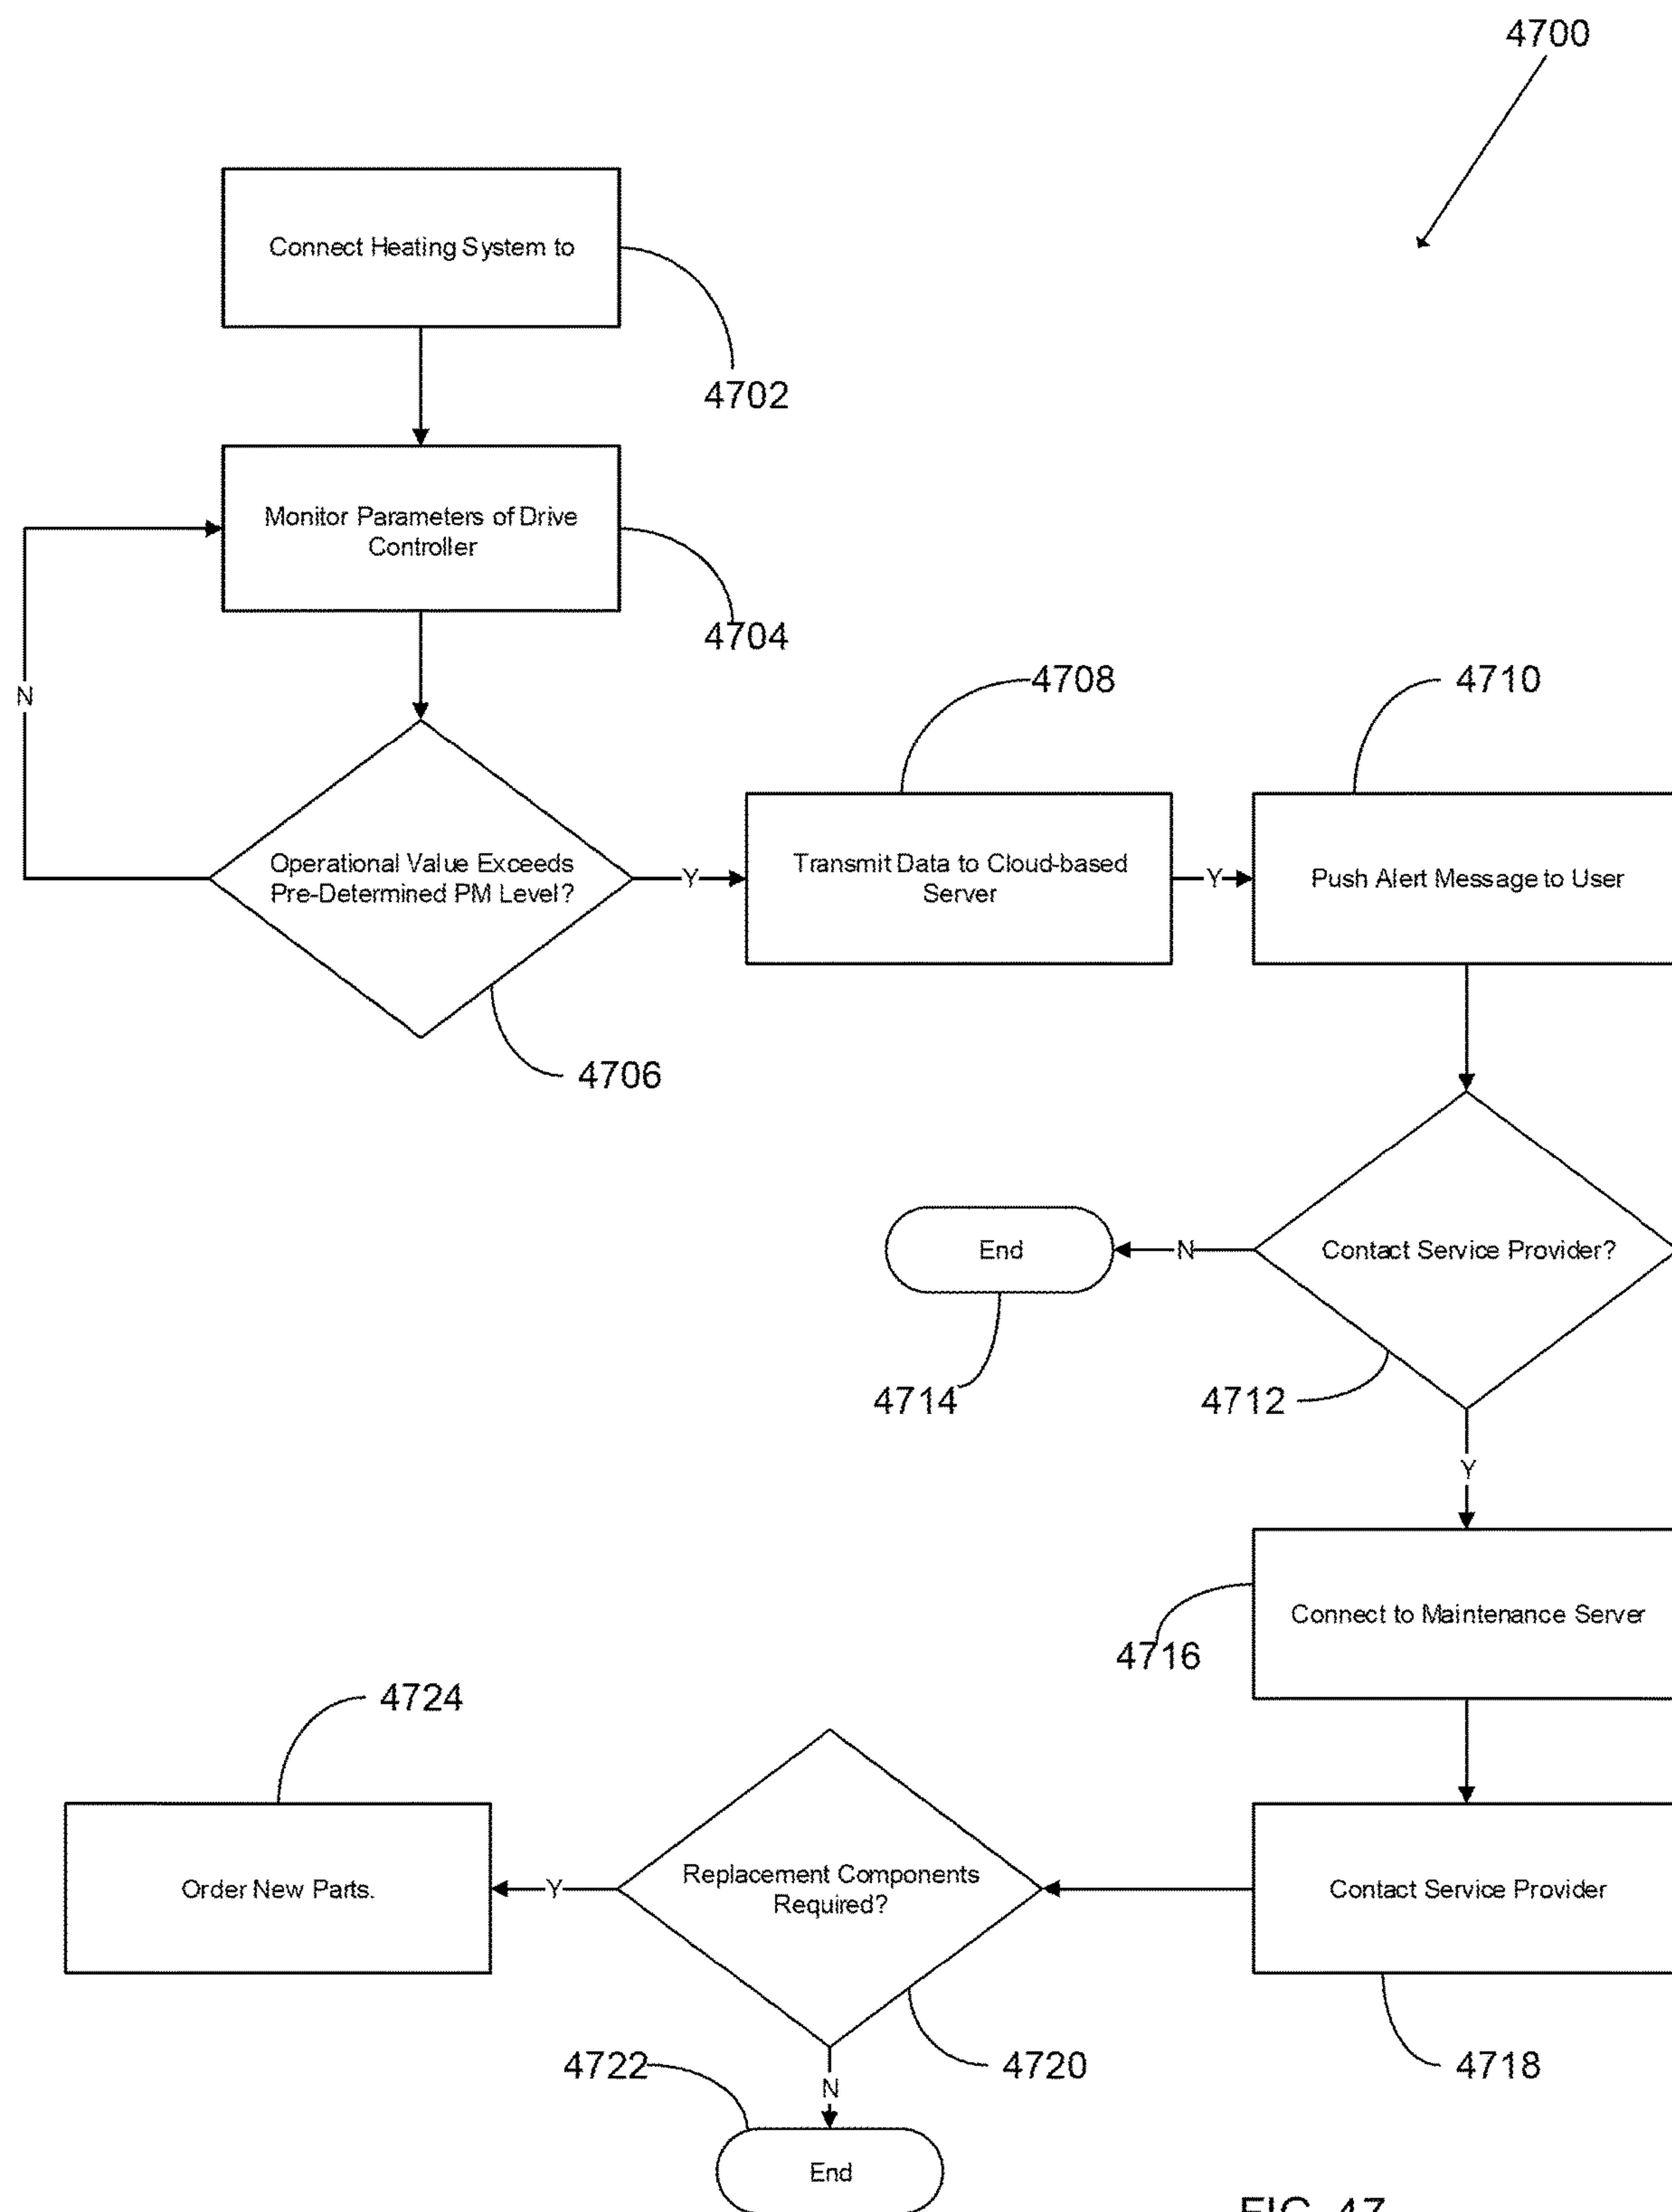 4700
Connect Heating System to
4702
Monitor Parameters of Drive
Controller
4704
N
4708
4710
Operational Value Exceeds
Pre-Determined PM Level?
Y
Transmit Data to Cloud-based
Server
Y
Push Alert Message to User
4706
End
N
Contact Service Provider?
4714
4712
Y
Connect to Maintenance Server
4716
4724
Order New Parts.
Y
Replacement Components
Required?
Contact Service Provider
4722
4720
4718
N
End
FIG. 47